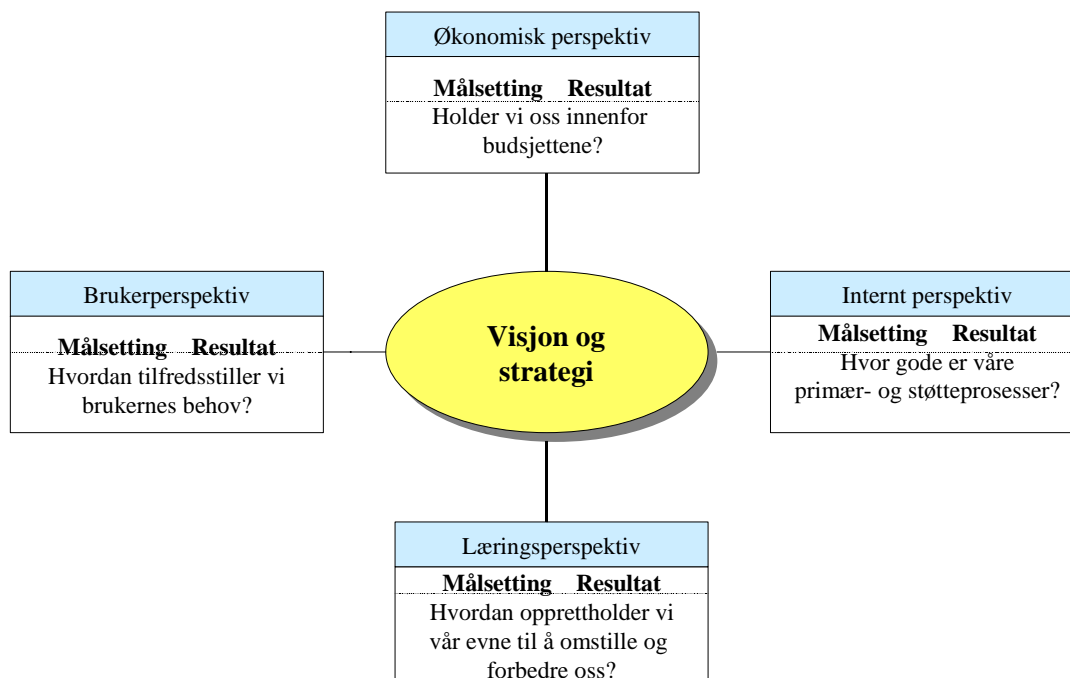 Økonomisk perspektiv
Målsetting Resultat
Holder vi oss innenfor
budsjettene?
Brukerperspektiv
Målsetting Resultat
Hvordan tilfredsstiller vi
brukernes behov?
Visjon og
strategi
Internt perspektiv
Målsetting Resultat
Hvor gode er våre
primær- og støtteprosesser?
Læringsperspektiv
Målsetting Resultat
Hvordan opprettholder vi
vår evne til å omstille og
forbedre oss?